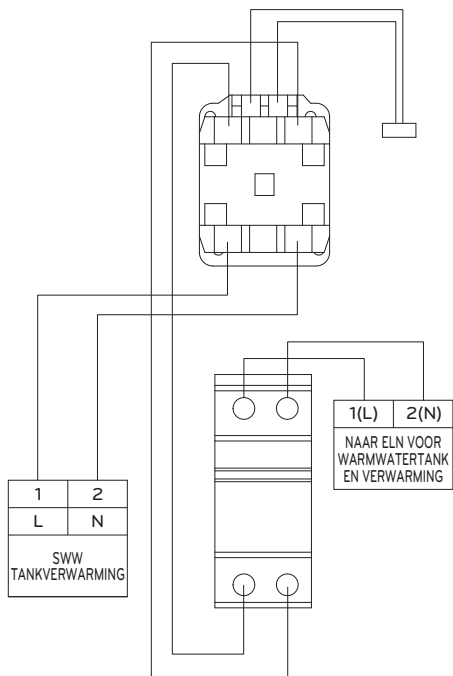 1(L) 2(N)
NAAR ELN VOOR
WARMWATERTANK
EN VERWARMING
1 2
L N
SWW
TANKVERWARMING